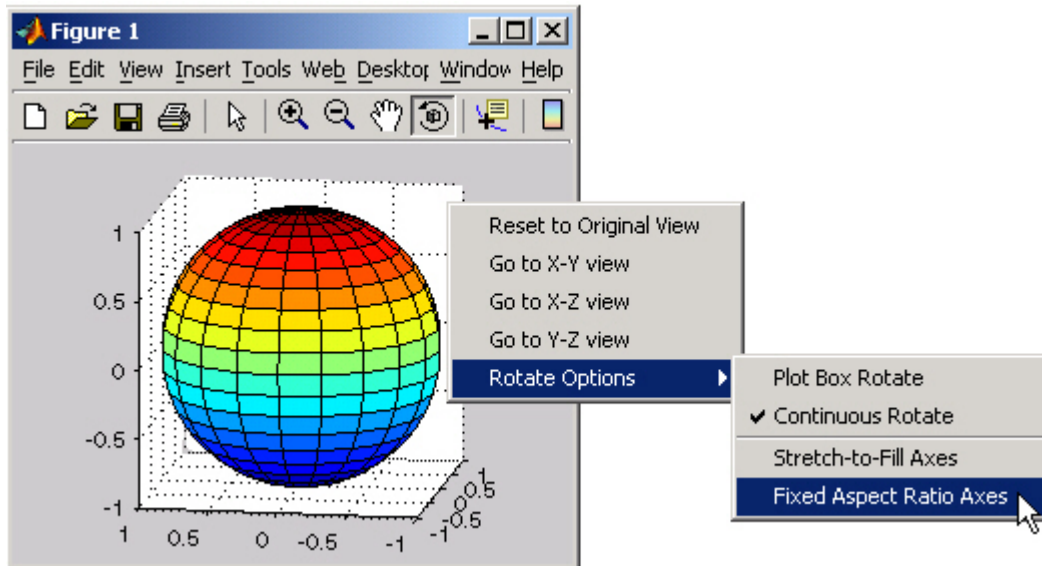 Figure 1
File Edit View Insert Tools Web Desktop Window Help
1
0.5
0
-0.5
-1
1 0.5 0 -0.5 -1
-1 -0.5 0 0.5 1
Reset to Original View
Go to X-Y view
Go to X-Z view
Go to Y-Z view
Rotate Options
Plot Box Rotate
Continuous Rotate
Stretch-to-Fill Axes
Fixed Aspect Ratio Axes